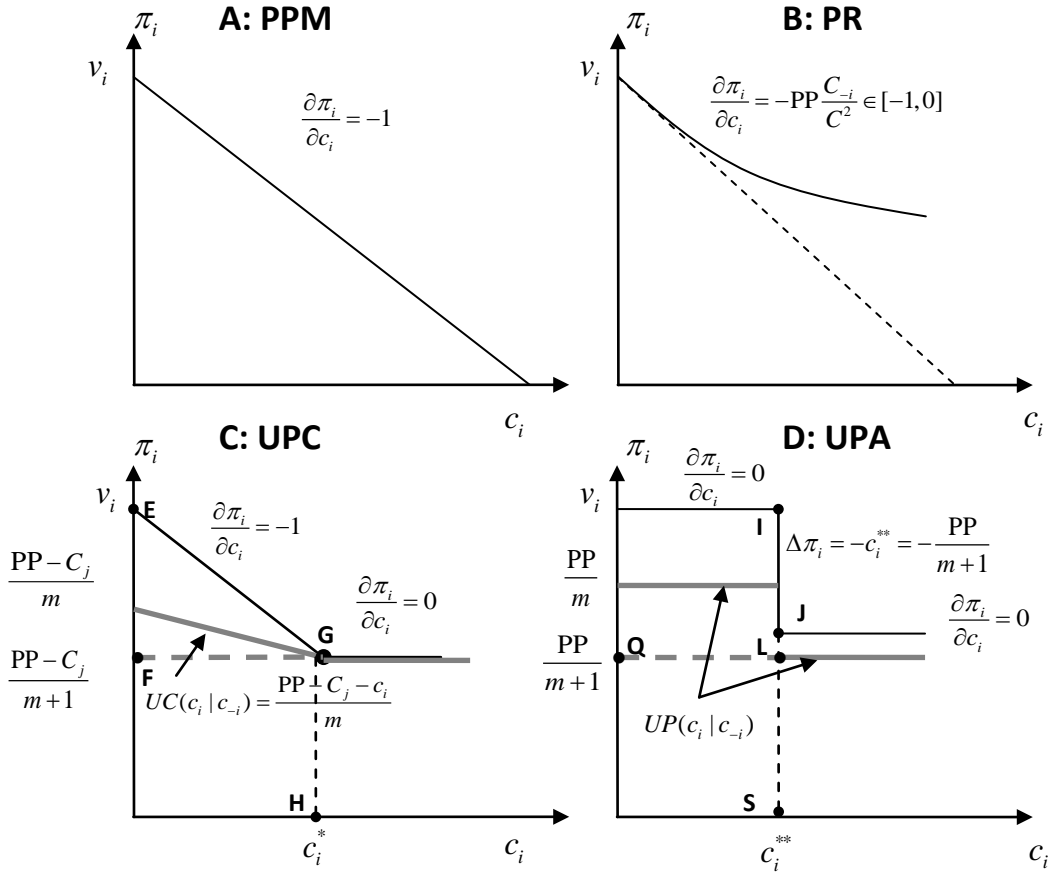 A: PPM
π_i
v_i
∂π_i/∂c_i = −1
c_i
B: PR
π_i
v_i
∂π_i/∂c_i = −PP C_{−i}/C² ∈ [−1,0]
c_i
C: UPC
π_i
v_i
E
∂π_i/∂c_i = −1
(PP − C_j)/m
∂π_i/∂c_i = 0
G
(PP − C_j)/(m+1)
F
UC(c_i | c_{−i}) = (PP − C_j − c_i)/m
H
c_i^*
c_i
D: UPA
π_i
∂π_i/∂c_i = 0
v_i
I
Δπ_i = −c_i^{**} = −PP/(m+1)
PP/m
J
∂π_i/∂c_i = 0
PP/(m+1)
Q
L
UP(c_i | c_{−i})
S
c_i^{**}
c_i